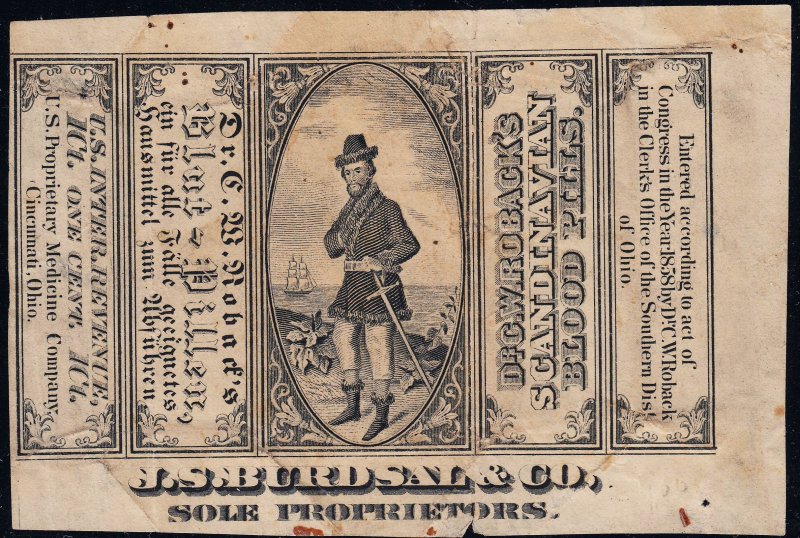 U.S. INTER. REVENUE,
1Ct. ONE CENT. 1Ct.
U.S. Proprietary Medicine Company,
Cincinnati, Ohio.
Dr. C. W. Roback's
Blut-Pillen,
ein für alle Fälle geeignetes
Hausmittel zum Abführen
DR. C. W. ROBACK'S
SCANDINAVIAN
BLOOD PILLS.
Entered according to act of
Congress in the Year 1858 by Dr. C. W. Roback
in the Clerk's Office of the Southern Dist
of Ohio.
J. S. BURDSAL & CO,
SOLE PROPRIETORS.